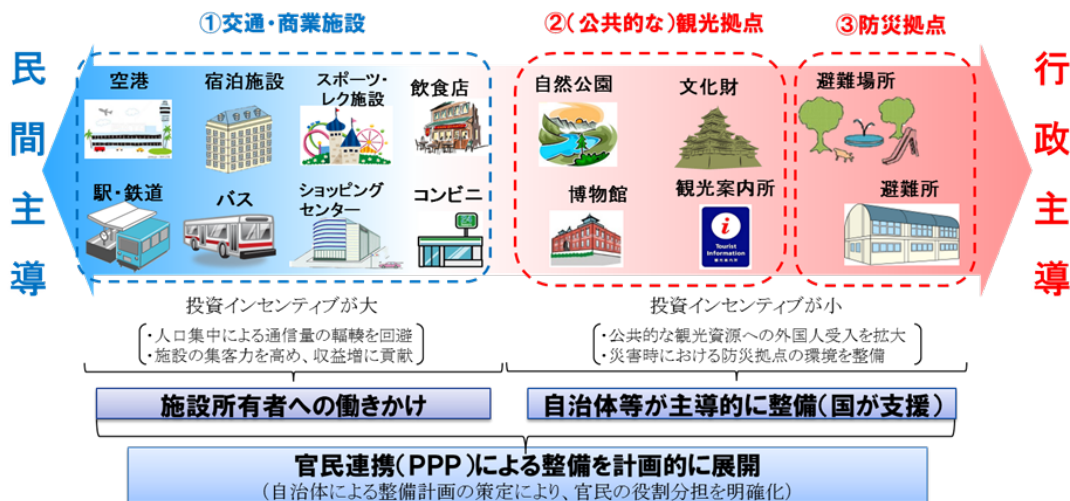 ①交通・商業施設
②(公共的な)観光拠点
③防災拠点
民間主導
行政主導
空港
宿泊施設
スポーツ・
レク施設
飲食店
駅・鉄道
バス
ショッピング
センター
コンビニ
自然公園
文化財
博物館
観光案内所
i
Tourist
Information
観光案内所
避難場所
避難所
投資インセンティブが大
・人口集中による通信量の輻輳を回避
・施設の集客力を高め、収益増に貢献
投資インセンティブが小
・公共的な観光資源への外国人受入を拡大
・災害時における防災拠点の環境を整備
施設所有者への働きかけ
自治体等が主導的に整備(国が支援)
官民連携(PPP)による整備を計画的に展開
(自治体による整備計画の策定により、官民の役割分担を明確化)